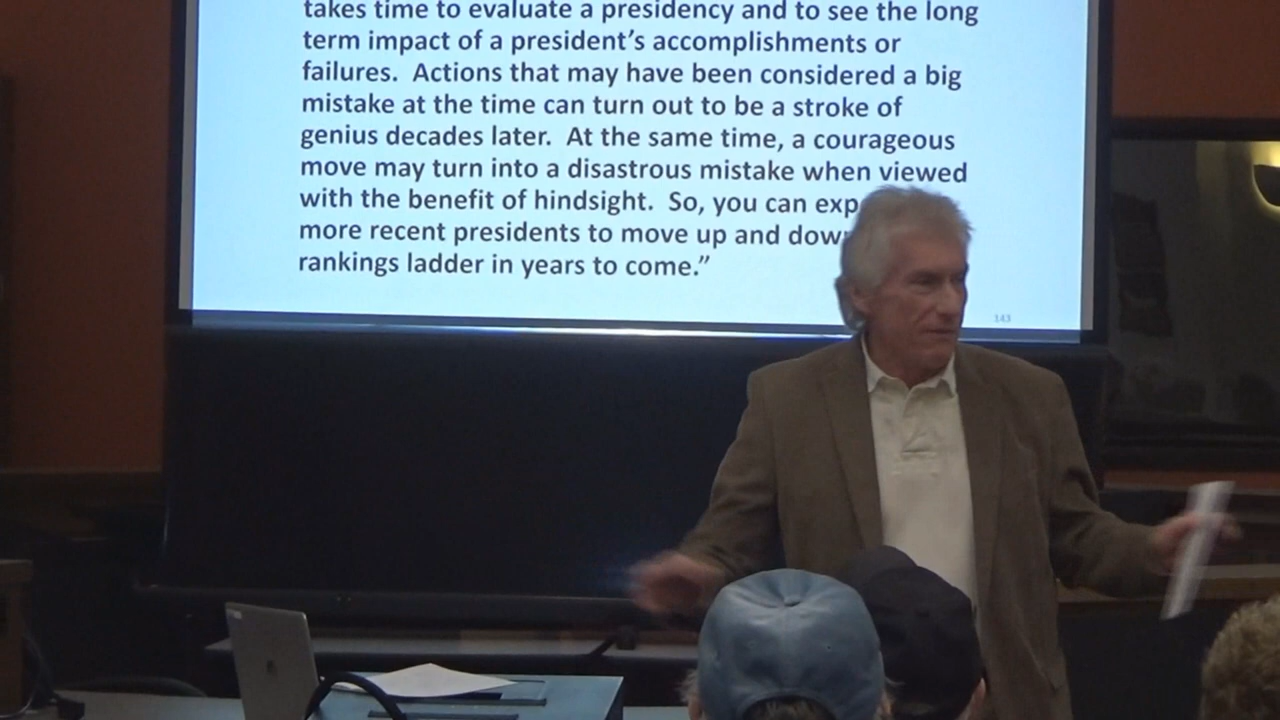 takes time to evaluate a presidency and to see the long
term impact of a president's accomplishments or
failures.  Actions that may have been considered a big
mistake at the time can turn out to be a stroke of
genius decades later.  At the same time, a courageous
move may turn into a disastrous mistake when viewed
with the benefit of hindsight.  So, you can exp
more recent presidents to move up and dow
rankings ladder in years to come."
143